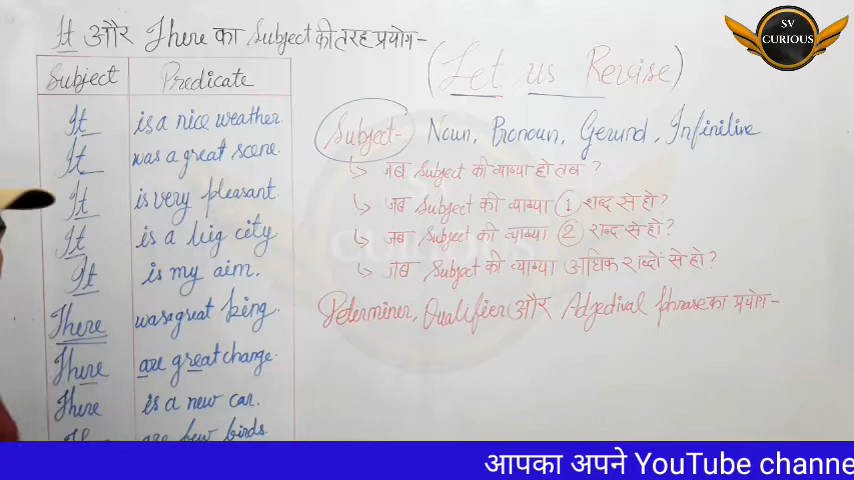 It और There का Subject की तरह प्रयोग-
Subject Predicate
It is a nice weather.
It was a great scene.
It is very pleasant.
It is a big city.
It is my aim.
There was a great king.
There are great change.
There is a new car.
are few birds.
(Let us Revise)
Subject- Noun, Pronoun, Gerund, Infinitive
जब Subject की व्याख्या हो तब ?
जब Subject की व्याख्या 1 शब्द से हो ?
जब Subject की व्याख्या 2 शब्द से हो ?
जब Subject की व्याख्या अधिक शब्दों से हो ?
Determiner, Qualifier और Adjedival phrase का प्रयोग-
SV
CURIOUS
SV
CURIOUS
आपका अपने YouTube channe